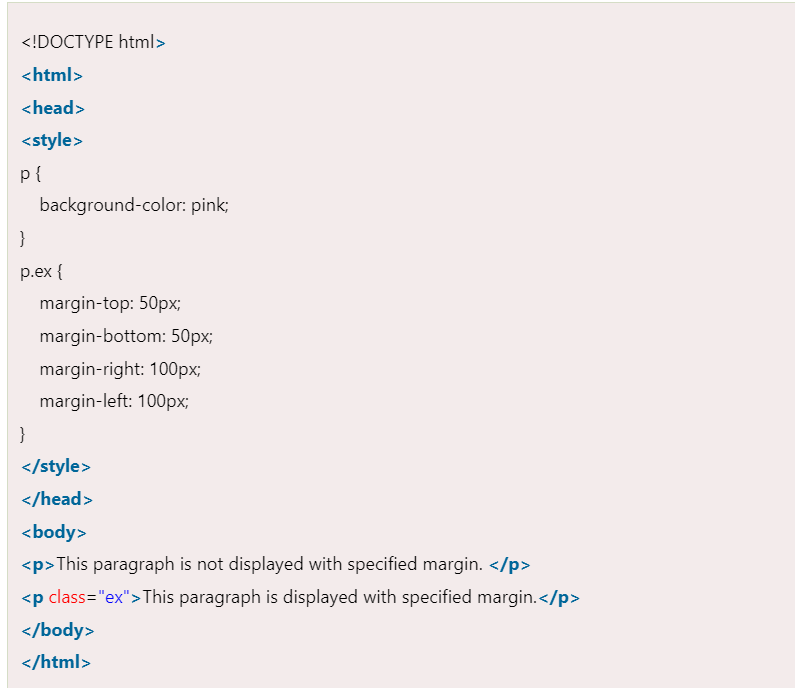 <!DOCTYPE html>
<html>
<head>
<style>
p {
    background-color: pink;
}
p.ex {
    margin-top: 50px;
    margin-bottom: 50px;
    margin-right: 100px;
    margin-left: 100px;
}
</style>
</head>
<body>
<p>This paragraph is not displayed with specified margin. </p>
<p class="ex">This paragraph is displayed with specified margin.</p>
</body>
</html>